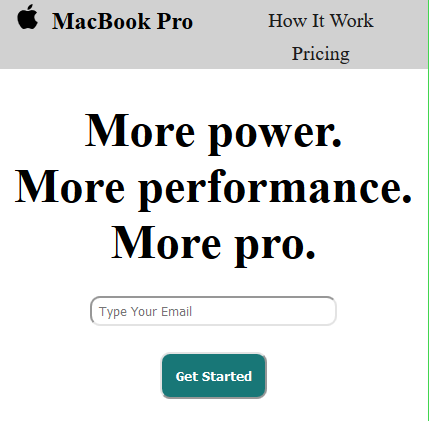 MacBook Pro
How It Work
Pricing
More power.
More performance.
More pro.
Type Your Email
Get Started